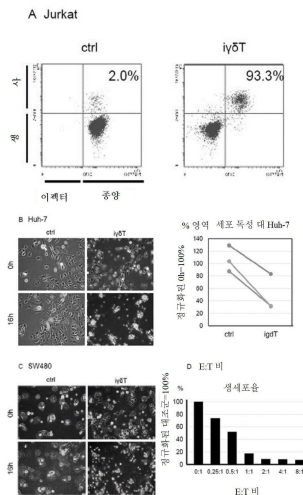 A Jurkat
ctrl
iγδT
2.0%
93.3%
사
생
이펙터
종양
B Huh-7
ctrl
iγδT
0h
16h
% 영역 세포 독성 대 Huh-7
정규화된 0h=100%
140
120
100
80
60
40
20
0
ctrl
igdT
E:T 비
C SW480
ctrl
iγδT
0h
16h
D
생세포율
%
정규화된 대조군=100%
100
75
50
25
0
0:1 0.25:1 0.5:1 1:1 2:1 4:1 8:1
E:T 비